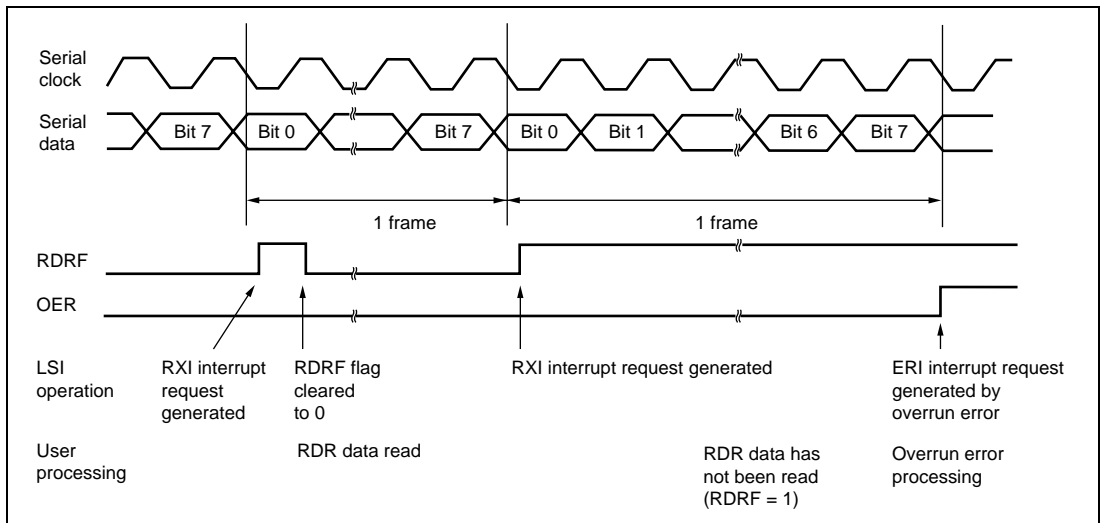 Serial
clock
Serial
data
Bit 7
Bit 0
Bit 7
Bit 0
Bit 1
Bit 6
Bit 7
1 frame
1 frame
RDRF
OER
LSI
operation
RXI interrupt
request
generated
RDRF flag
cleared
to 0
RXI interrupt request generated
ERI interrupt request
generated by
overrun error
User
processing
RDR data read
RDR data has
not been read
(RDRF = 1)
Overrun error
processing